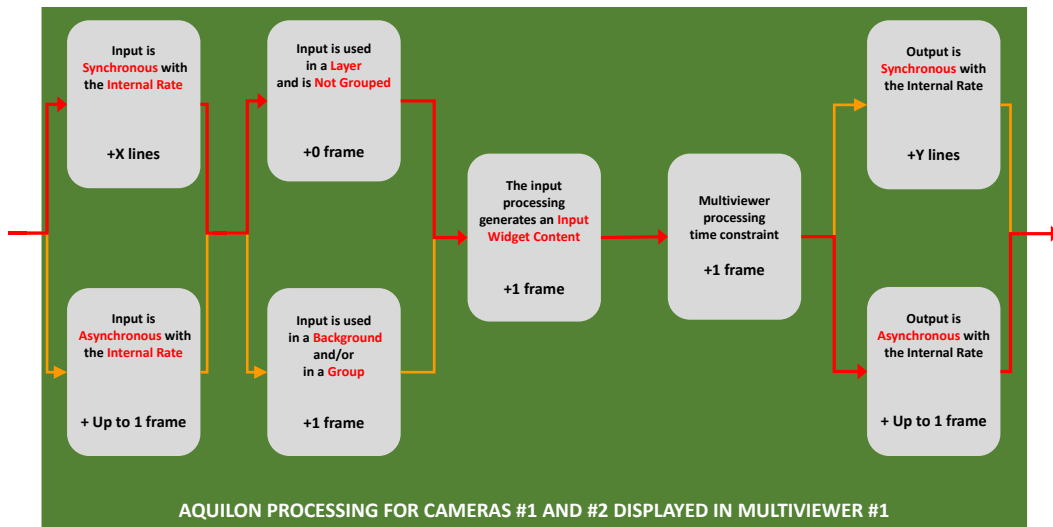 Input is
Synchronous with
the Internal Rate
+X lines
Input is used
in a Layer
and is Not Grouped
+0 frame
Output is
Synchronous with
the Internal Rate
+Y lines
The input
processing
generates an Input
Widget Content
+1 frame
Multiviewer
processing
time constraint
+1 frame
Input is
Asynchronous with
the Internal Rate
+ Up to 1 frame
Input is used
in a Background
and/or
in a Group
+1 frame
Output is
Asynchronous with
the Internal Rate
+ Up to 1 frame
AQUILON PROCESSING FOR CAMERAS #1 AND #2 DISPLAYED IN MULTIVIEWER #1